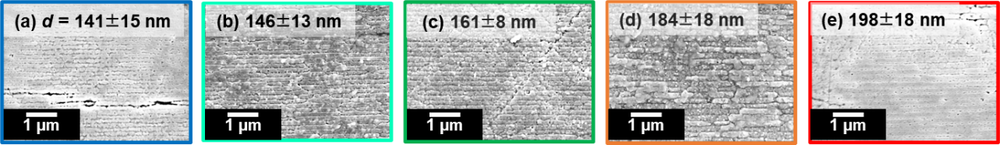 (a) d = 141±15 nm
(b) 146±13 nm
(c) 161±8 nm
(d) 184±18 nm
(e) 198±18 nm
1 μm
1 μm
1 μm
1 μm
1 μm